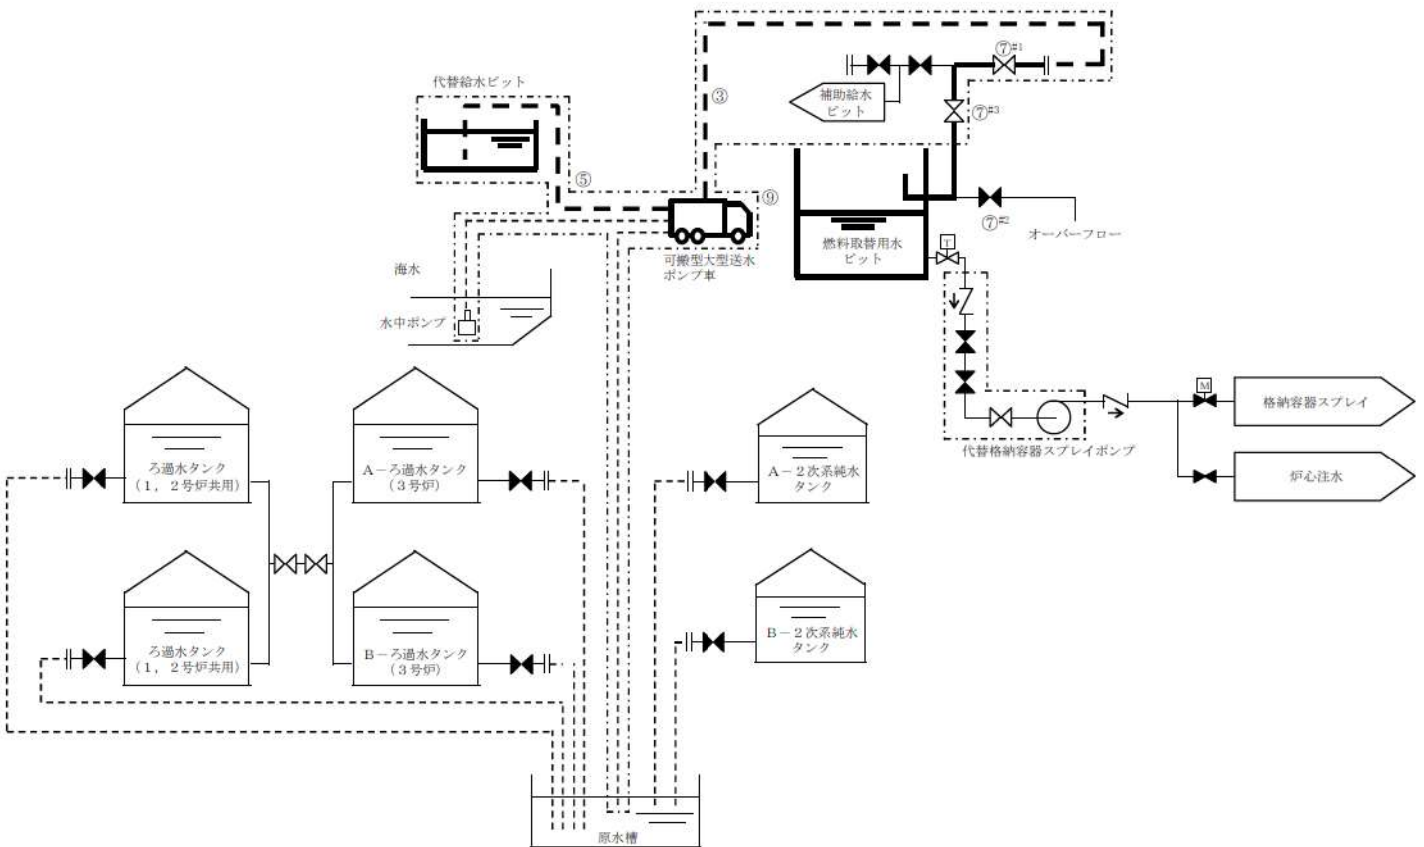 ⑦#1
代替給水ピット
補助給水
ピット
③
⑦#3
⑤
⑨
⑦#2
オーバーフロー
燃料取替用水
ピット
T
可搬型大型送水
ポンプ車
海水
水中ポンプ
M
格納容器スプレイ
代替格納容器スプレイポンプ
炉心注水
ろ過水タンク
(1,2号炉共用)
A-ろ過水タンク
(3号炉)
A-2次系純水
タンク
ろ過水タンク
(1,2号炉共用)
B-ろ過水タンク
(3号炉)
B-2次系純水
タンク
原水槽